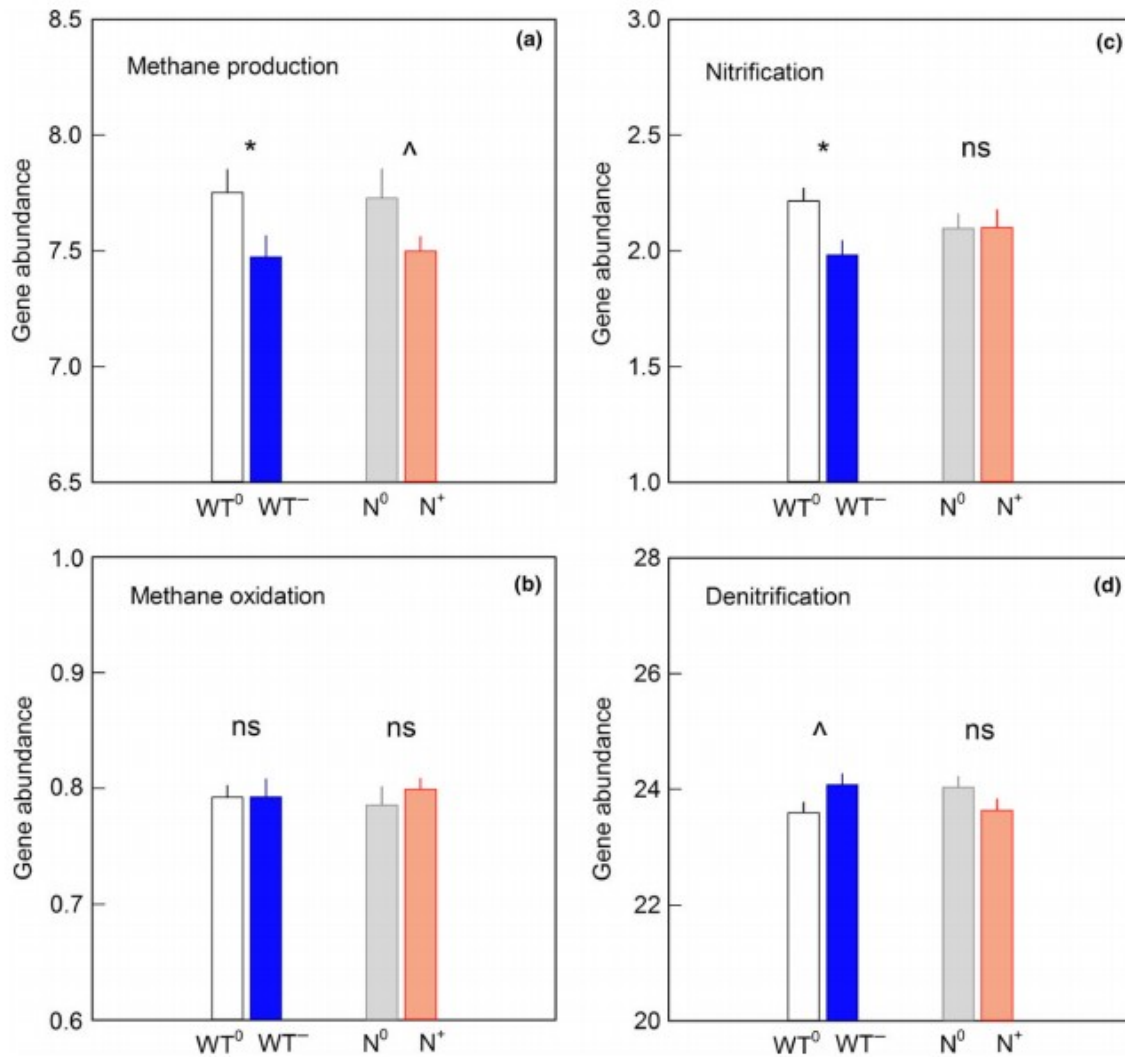 8.5
(a)
Methane production
8.0
* ^
7.5
7.0
6.5
Gene abundance
WT⁰ WT⁻ N⁰ N⁺
3.0
(c)
Nitrification
2.5
* ns
2.0
1.5
1.0
Gene abundance
WT⁰ WT⁻ N⁰ N⁺
1.0
(b)
Methane oxidation
0.9
ns ns
0.8
0.7
0.6
Gene abundance
WT⁰ WT⁻ N⁰ N⁺
28
(d)
Denitrification
26
^ ns
24
22
20
Gene abundance
WT⁰ WT⁻ N⁰ N⁺